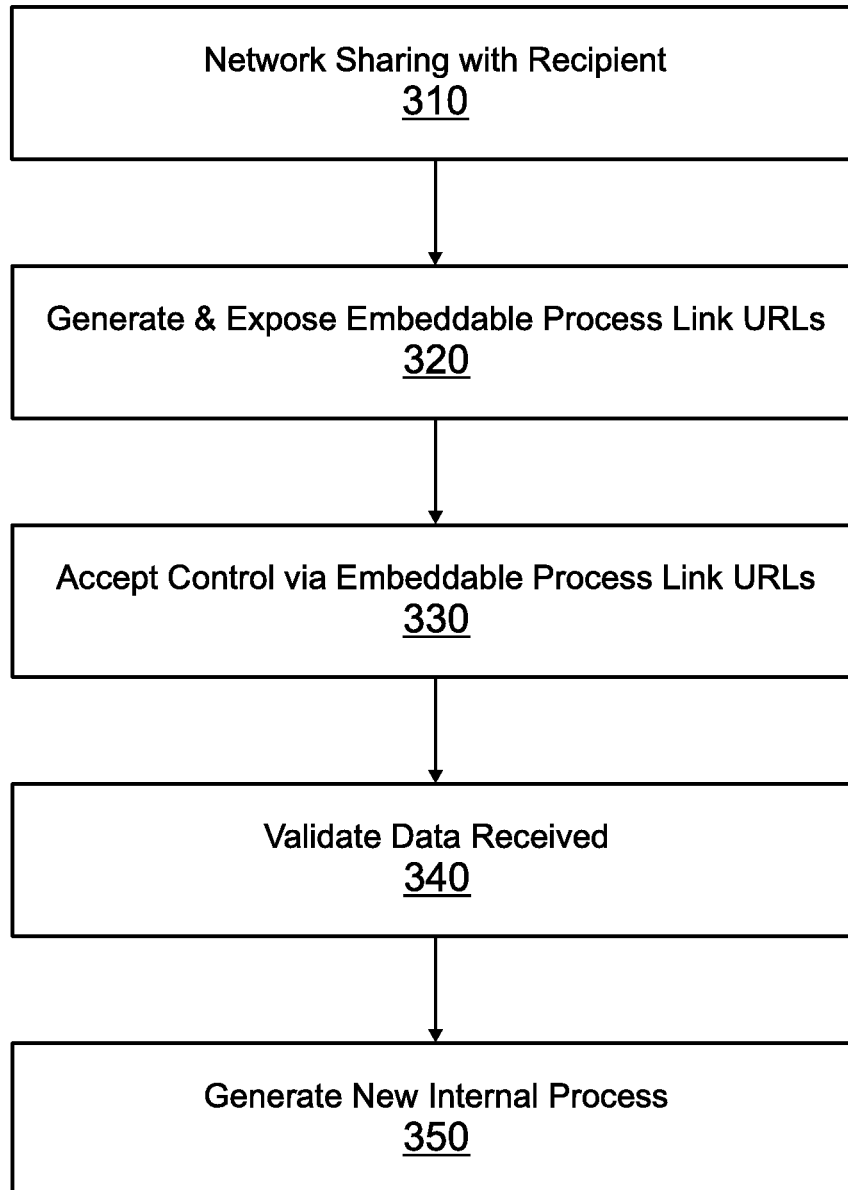 Network Sharing with Recipient
310
Generate & Expose Embeddable Process Link URLs
320
Accept Control via Embeddable Process Link URLs
330
Validate Data Received
340
Generate New Internal Process
350